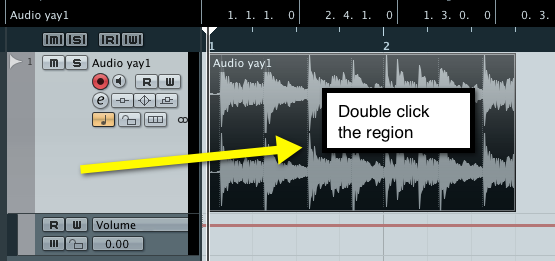 Audio yay1
1. 1. 1. 0
2. 4. 1. 0
1. 3. 0. 0
0. 3.
M S R W
1 2
1 M S Audio yay1
Audio yay1
R W
e
Double click
the region
R W Volume
0.00